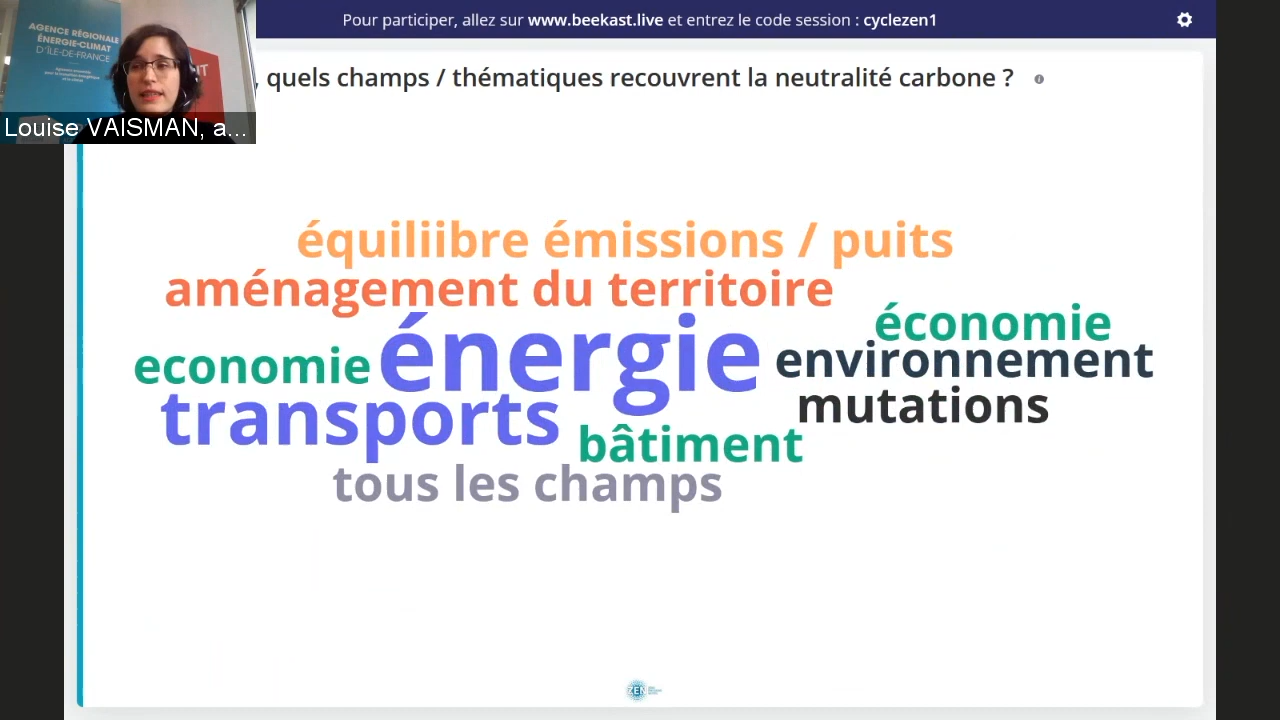 Pour participer, allez sur www.beekast.live et entrez le code session : cyclezen1
AGENCE RÉGIONALE
ÉNERGIE-CLIMAT
D'ÎLE-DE-FRANCE
Louise VAISMAN, a...
, quels champs / thématiques recouvrent la neutralité carbone ?
équiliibre émissions / puits
aménagement du territoire
économie
energie
economie
environnement
transports
mutations
bâtiment
tous les champs
ZEN